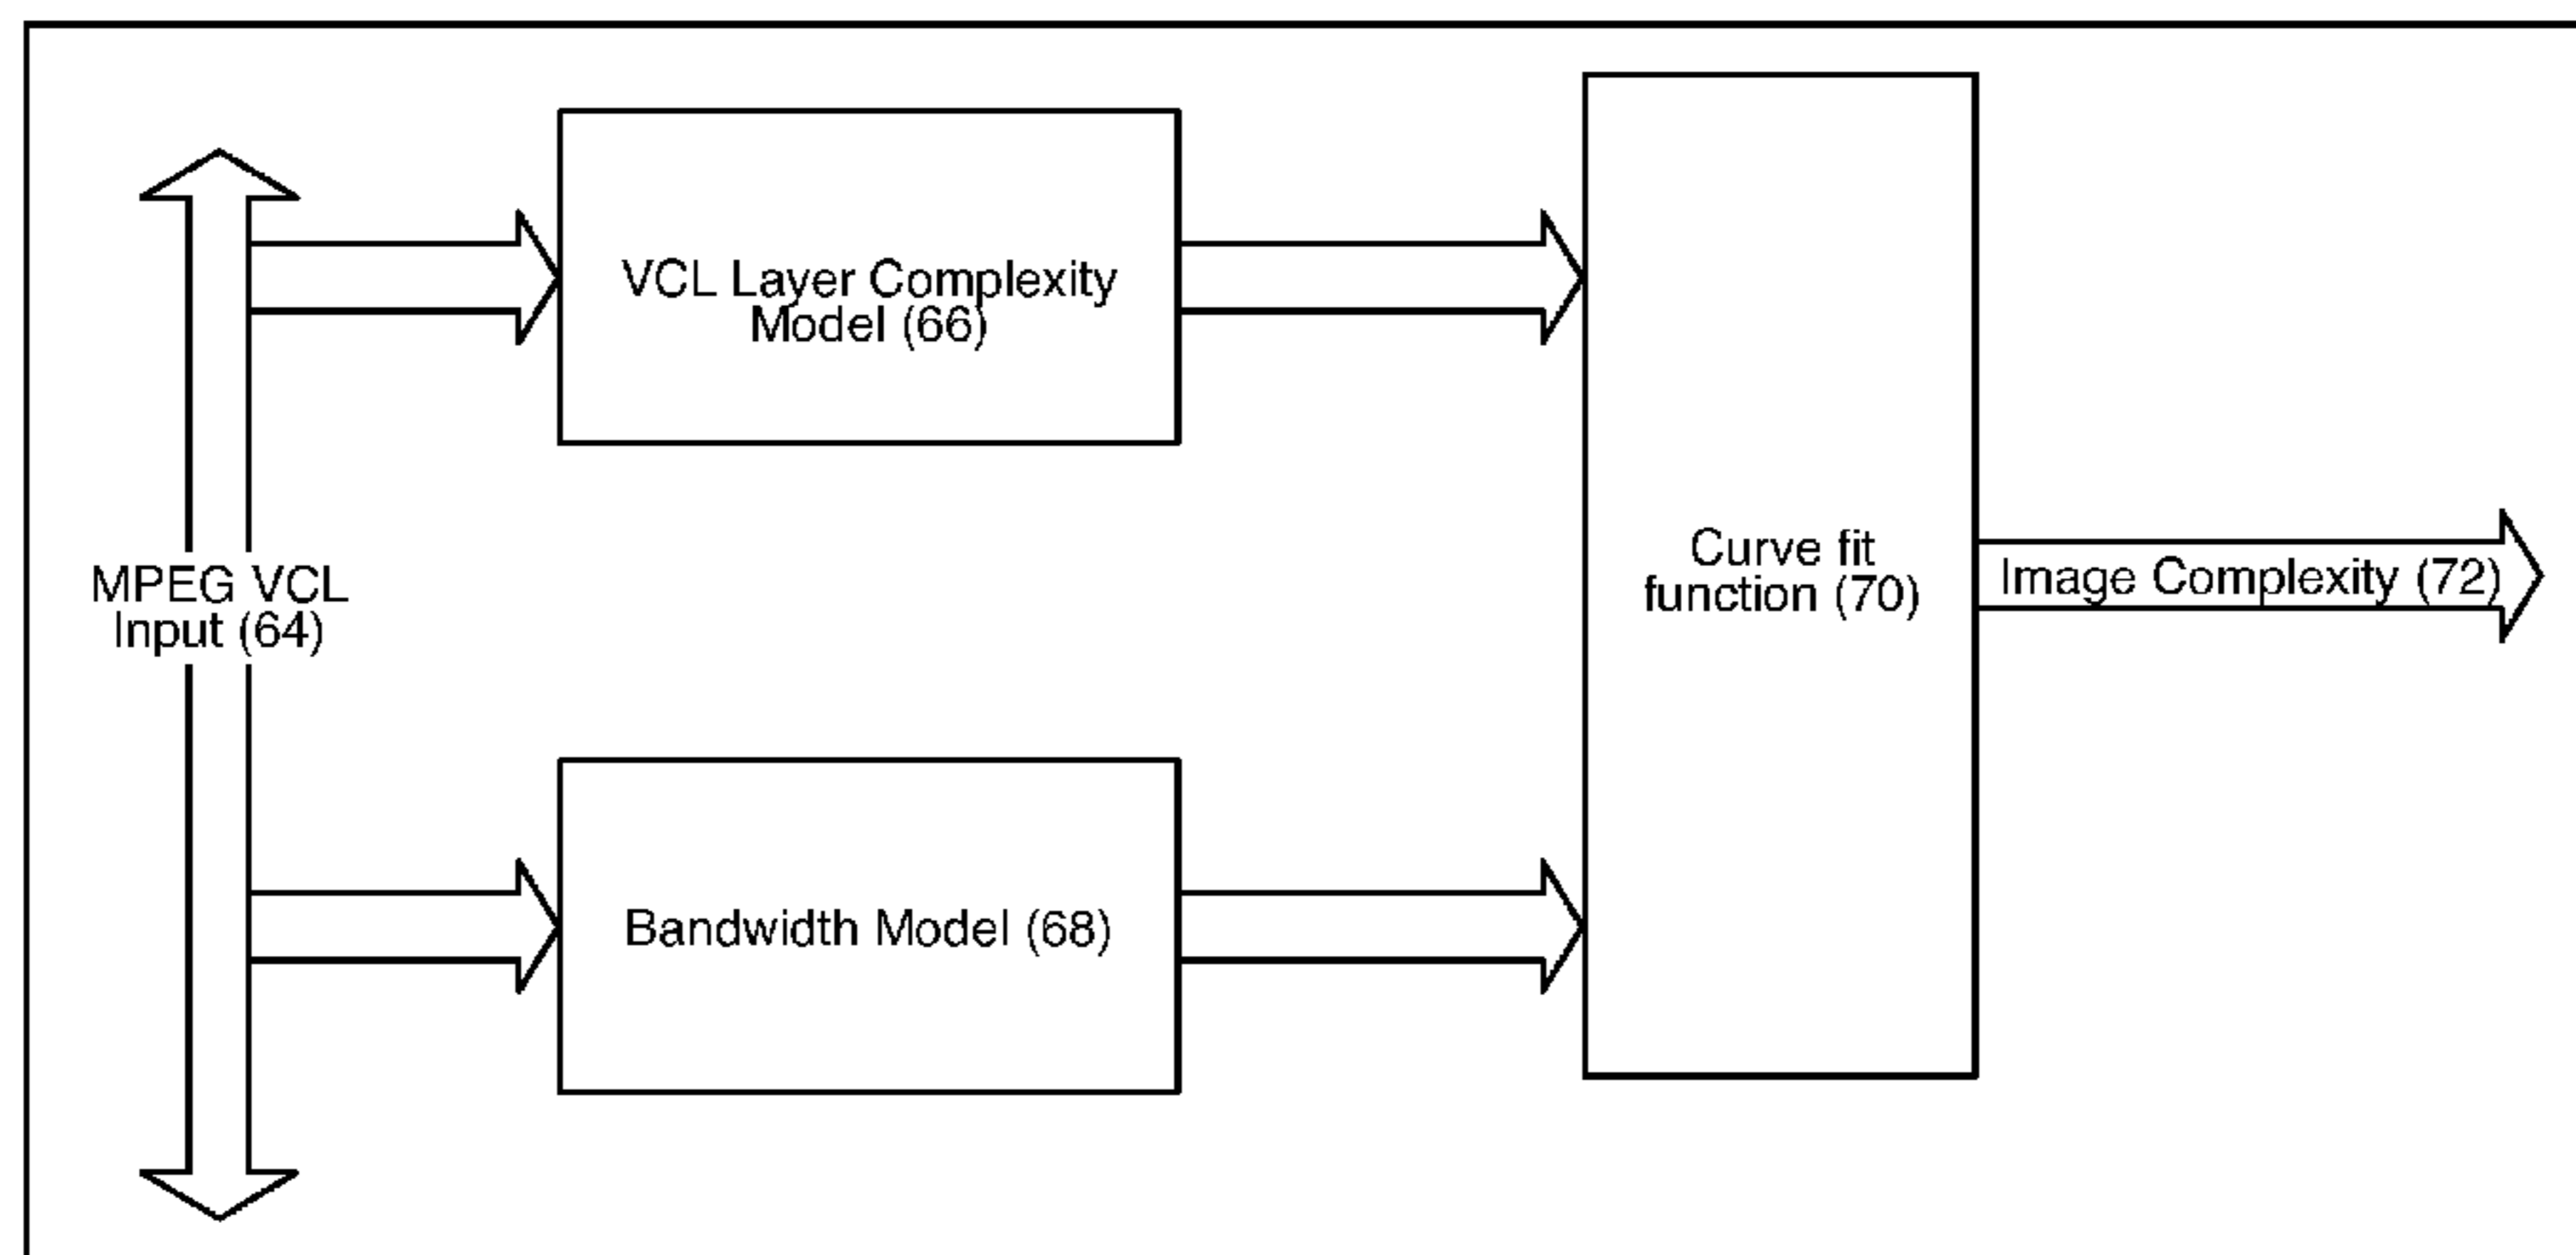 MPEG VCL
Input (64)
VCL Layer Complexity
Model (66)
Bandwidth Model (68)
Curve fit
function (70)
Image Complexity (72)